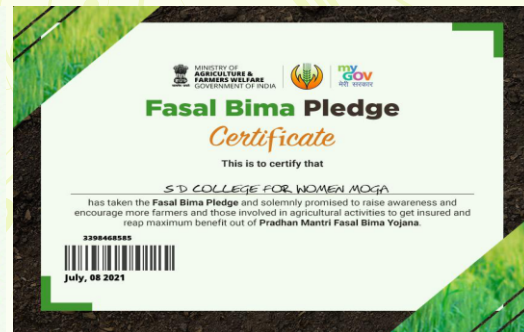 MINISTRY OF
AGRICULTURE &
FARMERS WELFARE
GOVERNMENT OF INDIA
my
GOV
मेरी सरकार
Fasal Bima Pledge
Certificate
This is to certify that
S D COLLEGE FOR WOMEN MOGA
has taken the Fasal Bima Pledge and solemnly promised to raise awareness and
encourage more farmers and those involved in agricultural activities to get insured and
reap maximum benefit out of Pradhan Mantri Fasal Bima Yojana.
3398468585
July, 08 2021